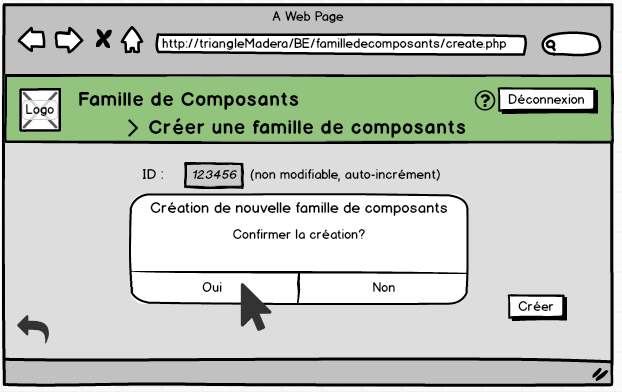 A Web Page
http://triangleMadera/BE/familledecomposants/create.php
Logo
Famille de Composants
> Créer une famille de composants
?
Déconnexion
ID : 123456 (non modifiable, auto-incrément)
Création de nouvelle famille de composants
Confirmer la création?
Oui
Non
Créer